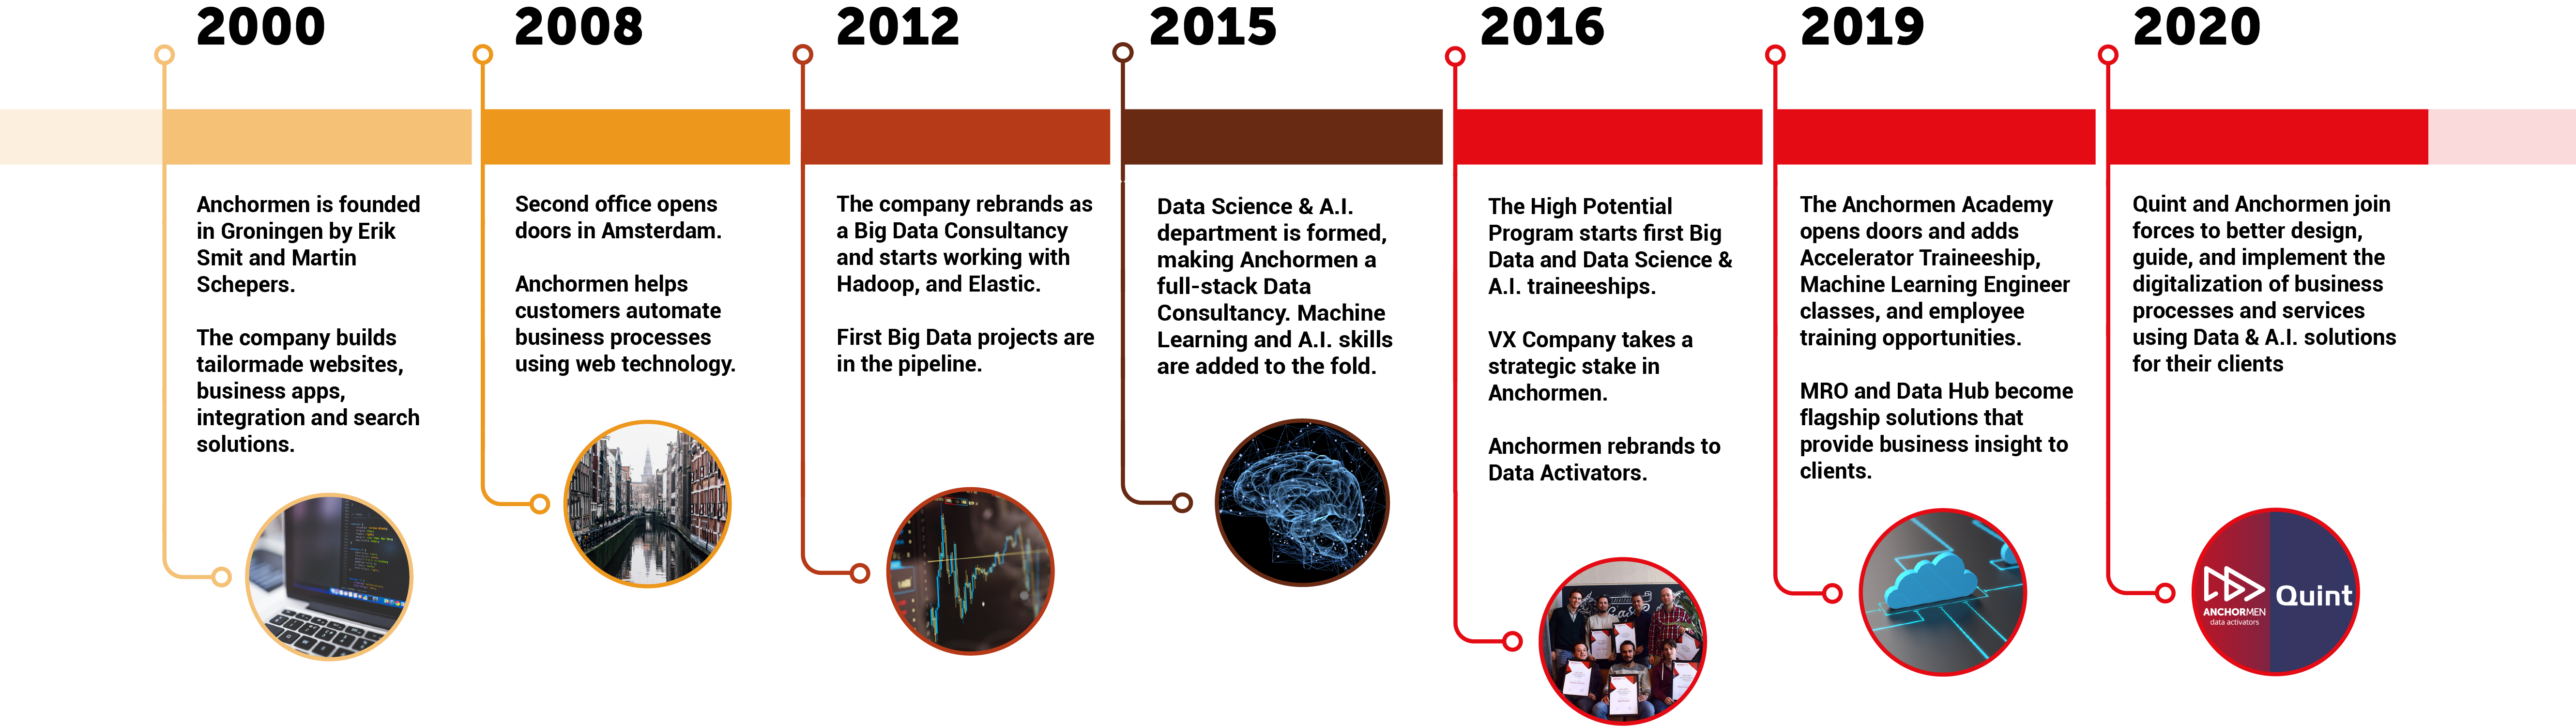 2000
Anchormen is founded
in Groningen by Erik
Smit and Martin
Schepers.
The company builds
tailormade websites,
business apps,
integration and search
solutions.
2008
Second office opens
doors in Amsterdam.
Anchormen helps
customers automate
business processes
using web technology.
2012
The company rebrands as
a Big Data Consultancy
and starts working with
Hadoop, and Elastic.
First Big Data projects are
in the pipeline.
2015
Data Science & A.I.
department is formed,
making Anchormen a
full-stack Data
Consultancy. Machine
Learning and A.I. skills
are added to the fold.
2016
The High Potential
Program starts first Big
Data and Data Science &
A.I. traineeships.
VX Company takes a
strategic stake in
Anchormen.
Anchormen rebrands to
Data Activators.
2019
The Anchormen Academy
opens doors and adds
Accelerator Traineeship,
Machine Learning Engineer
classes, and employee
training opportunities.
MRO and Data Hub become
flagship solutions that
provide business insight to
clients.
2020
Quint and Anchormen join
forces to better design,
guide, and implement the
digitalization of business
processes and services
using Data & A.I. solutions
for their clients
ANCHORMEN
data activators
Quint